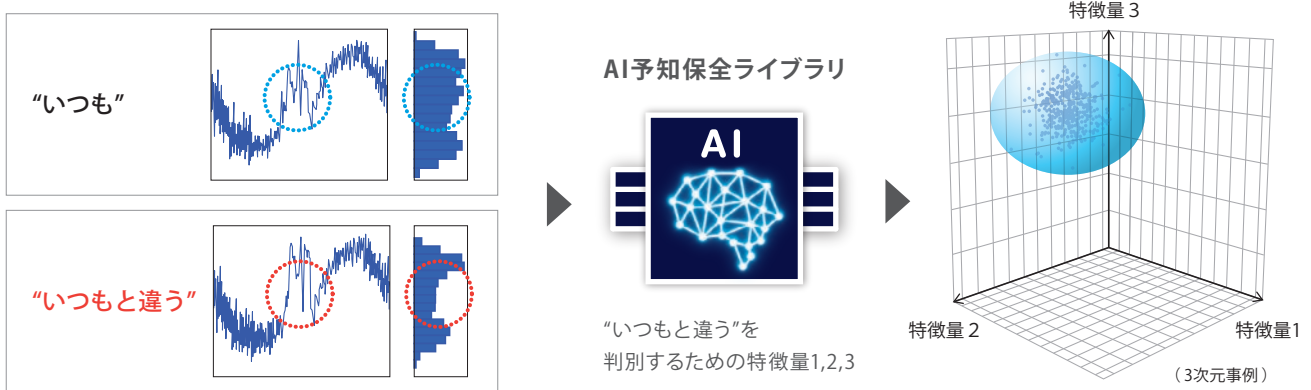 “いつも”
“いつもと違う”
AI予知保全ライブラリ
AI
“いつもと違う”を
判別するための特徴量1,2,3
特徴量 3
特徴量 2
特徴量1
（ 3次元事例 ）